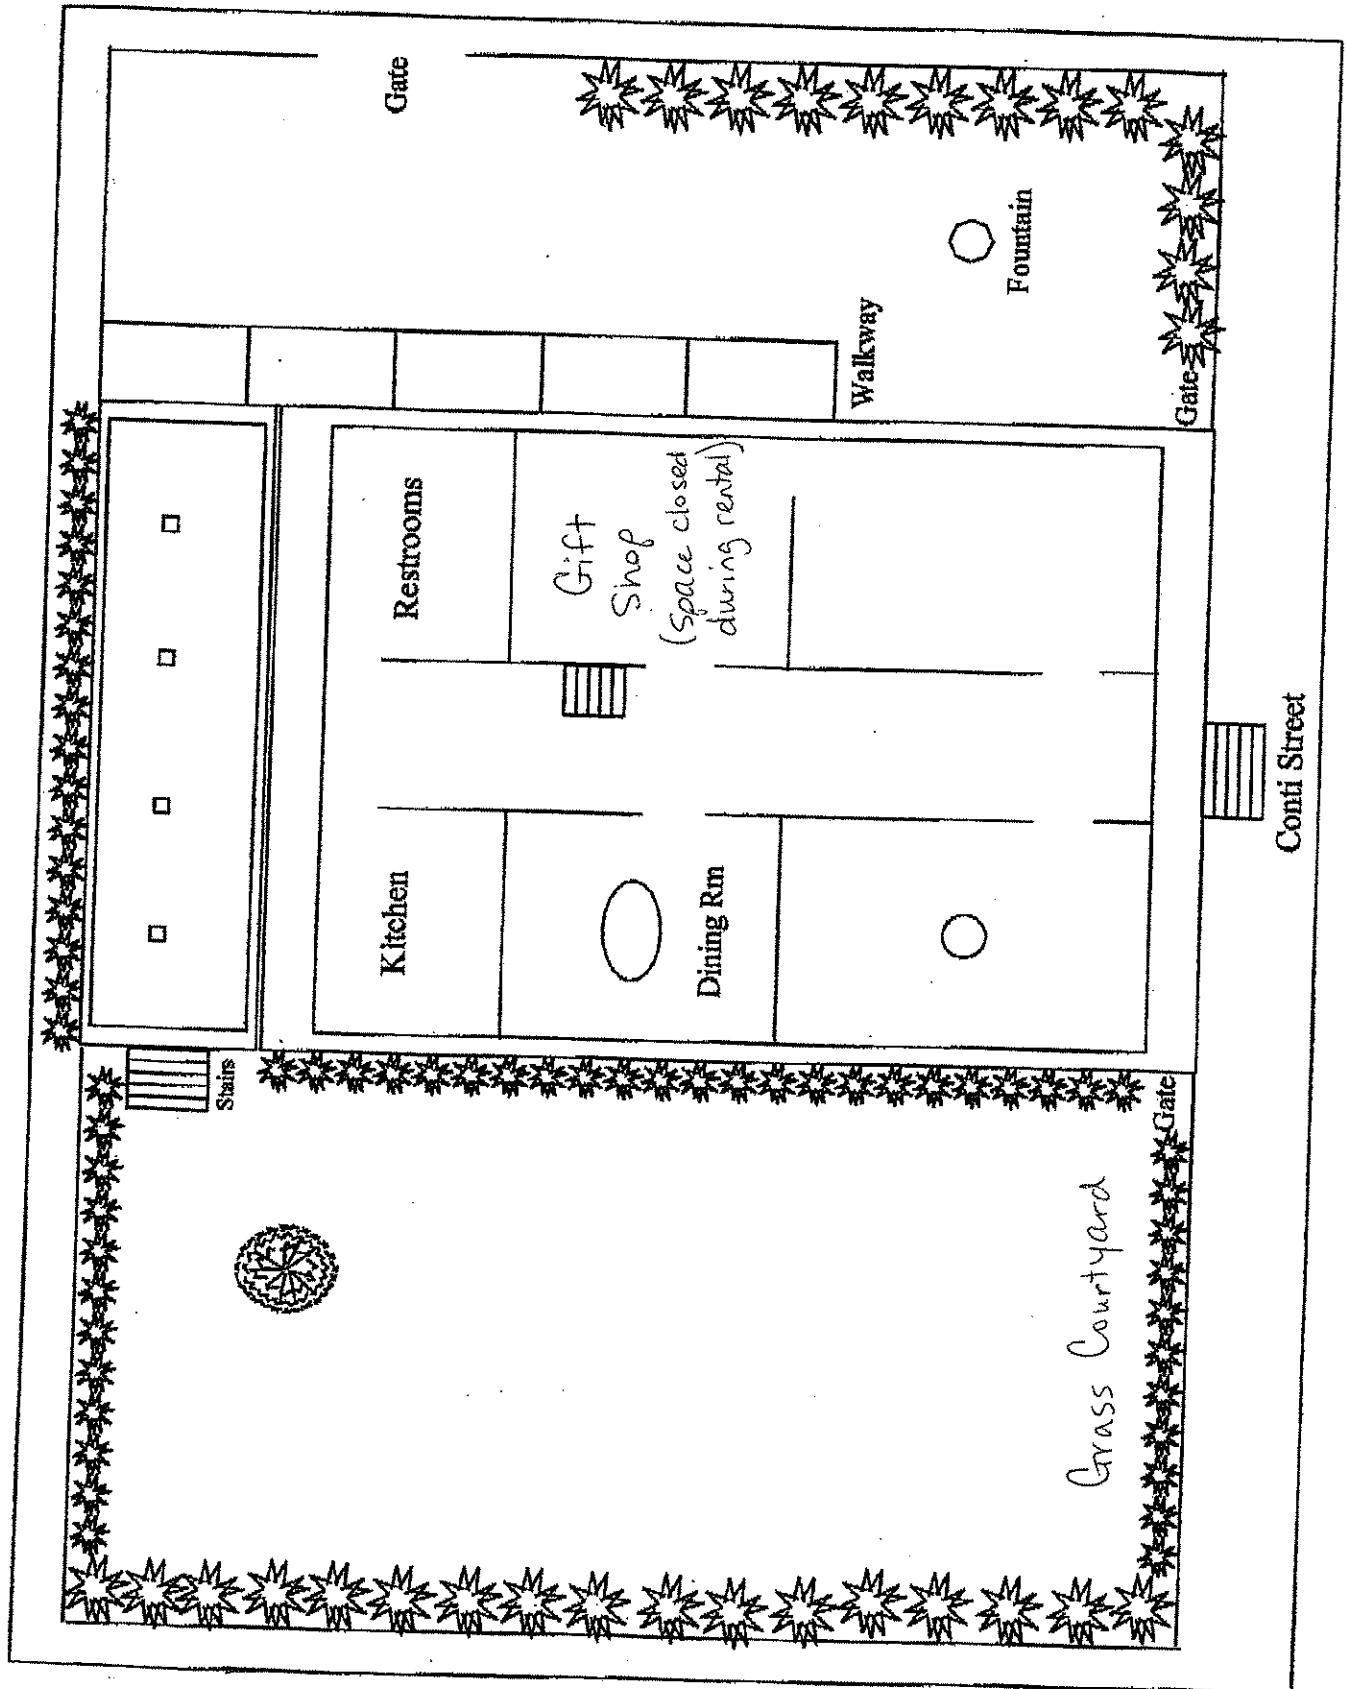 Gate
Fountain
Walkway
Gate
Restrooms
Gift
Shop
(Space closed
during rental)
Kitchen
Dining Rm
Conti Street
Stairs
Gate
Grass Courtyard